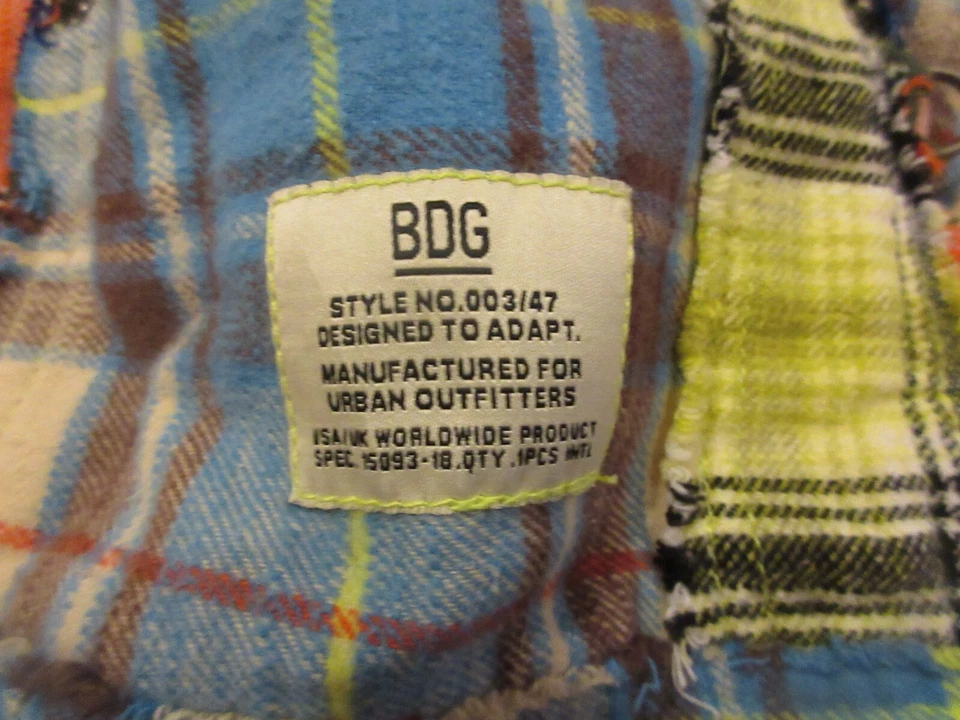 BDG
STYLE NO.003/47
DESIGNED TO ADAPT.
MANUFACTURED FOR
URBAN OUTFITTERS
USA/UK WORLDWIDE PRODUCT
SPEC 15093-18.QTY.1PCS INTL